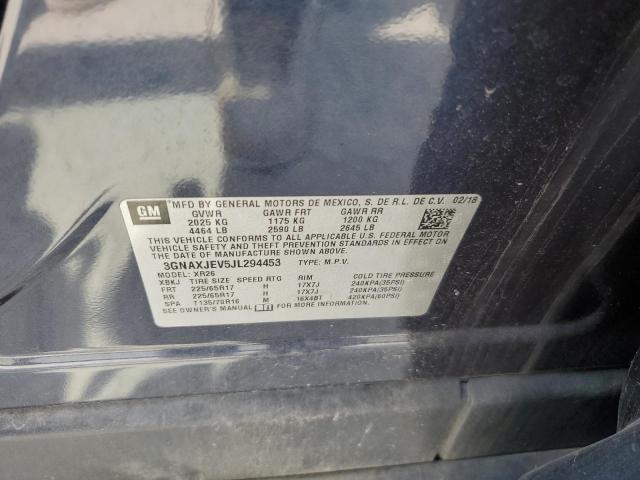 GM
MFD BY GENERAL MOTORS DE MEXICO, S. DE R.L. DE C.V. 02/18
GVWR GAWR FRT GAWR RR
2025 KG 1175 KG 1200 KG
4464 LB 2590 LB 2645 LB
THIS VEHICLE CONFORMS TO ALL APPLICABLE U.S. FEDERAL MOTOR
VEHICLE SAFETY AND THEFT PREVENTION STANDARDS IN EFFECT ON
THE DATE OF MANUFACTURE SHOWN ABOVE.
3GNAXJEV5JL294453 TYPE: M.P.V.
MODEL: XR26
XBKJ TIRE SIZE SPEED RTG RIM COLD TIRE PRESSURE
FRT 225/65R17 H 17X7J 240KPA(35PSI)
RR 225/65R17 H 17X7J 240KPA(35PSI)
SPA T135/70R16 M 16X4BT 420KPA(60PSI)
SEE OWNER'S MANUAL FOR MORE INFORMATION.